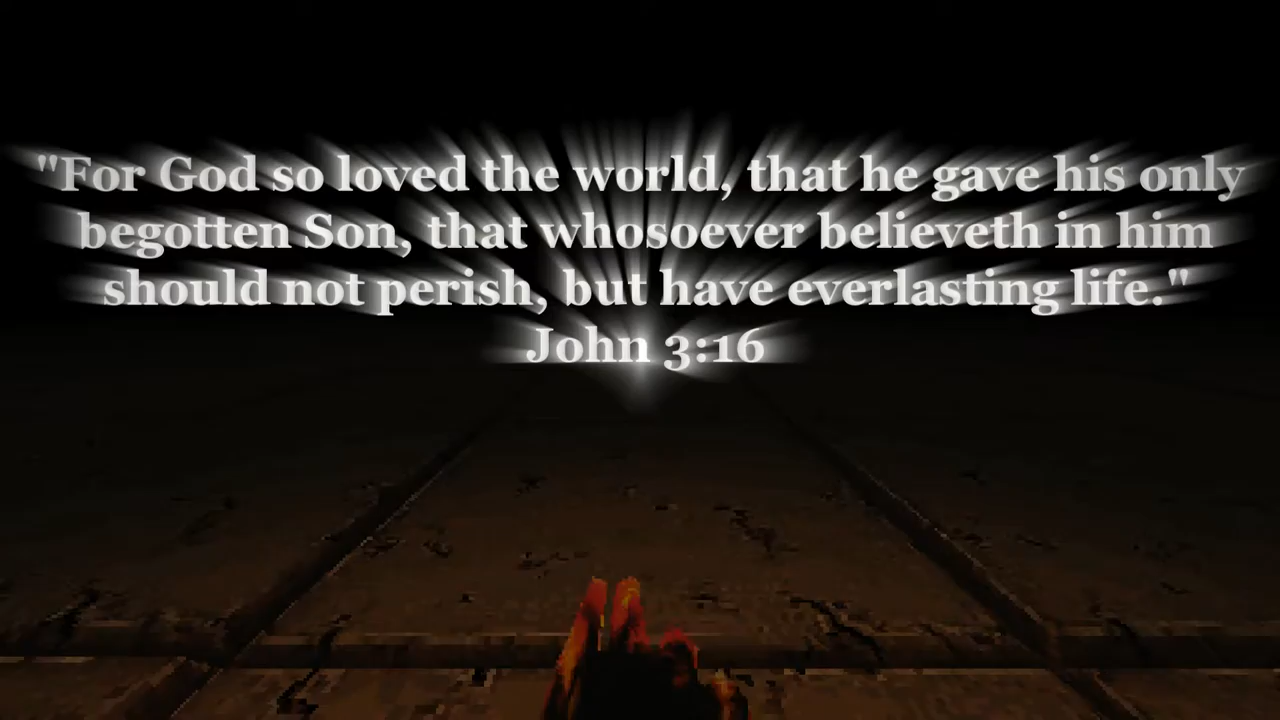 "For God so loved the world, that he gave his only
begotten Son, that whosoever believeth in him
should not perish, but have everlasting life."
John 3:16